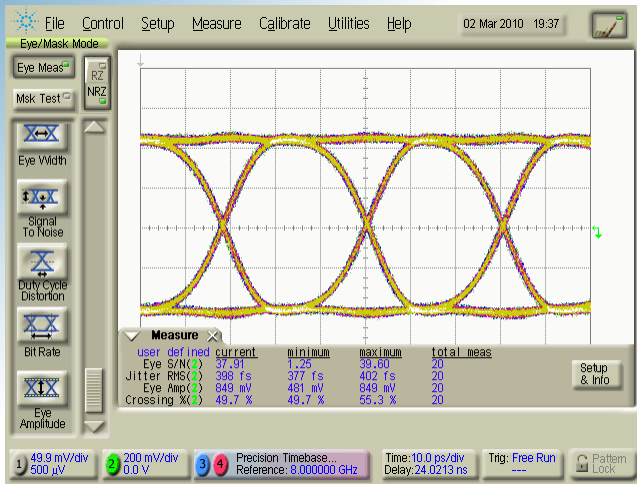 File Control Setup Measure Calibrate Utilities Help 02 Mar 2010 19:37
Eye/Mask Mode
Eye Meas
RZ
NRZ
Msk Test
Eye Width
Signal
To Noise
Duty Cycle
Distortion
Bit Rate
Eye
Amplitude
Measure
user defined current minimum maximum total meas
Eye S/N(2) 37.91 1.25 39.60 20
Jitter RMS(2) 398 fs 377 fs 402 fs 20
Eye Amp(2) 849 mV 481 mV 849 mV 20
Crossing %(2) 49.7 % 49.7 % 55.3 % 20
Setup
& Info
1 49.9 mV/div
500 µV
2 200 mV/div
0.0 V
3 4 Precision Timebase...
Reference: 8.000000 GHz
Time:10.0 ps/div
Delay:24.0213 ns
Trig: Free Run
---
Pattern
Lock